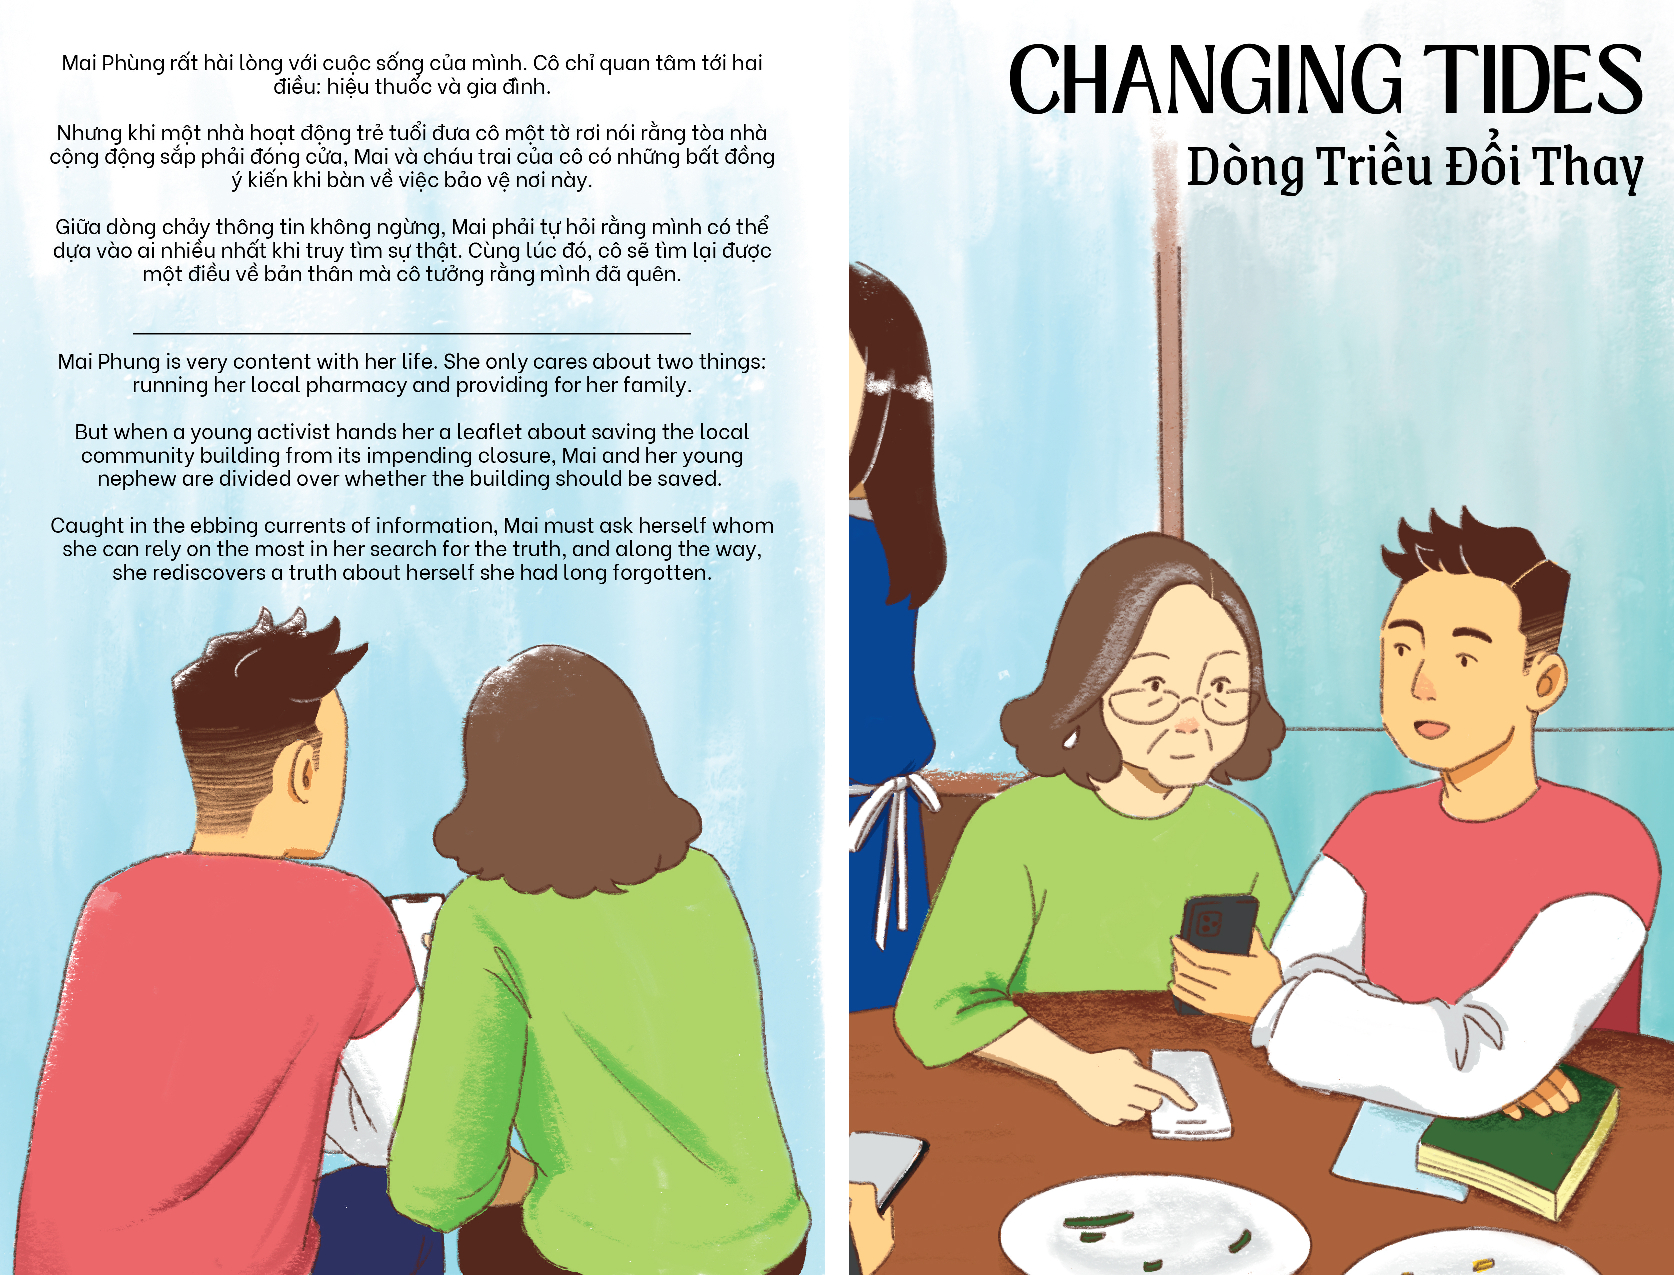 Mai Phùng rất hài lòng với cuộc sống của mình. Cô chỉ quan tâm tới hai
điều: hiệu thuốc và gia đình.
Nhưng khi một nhà hoạt động trẻ tuổi đưa cô một tờ rơi nói rằng tòa nhà
cộng động sắp phải đóng cửa, Mai và cháu trai của cô có những bất đồng
ý kiến khi bàn về việc bảo vệ nơi này.
Giữa dòng chảy thông tin không ngừng, Mai phải tự hỏi rằng mình có thể
dựa vào ai nhiều nhất khi truy tìm sự thật. Cùng lúc đó, cô sẽ tìm lại được
một điều về bản thân mà cô tưởng rằng mình đã quên.
Mai Phung is very content with her life. She only cares about two things:
running her local pharmacy and providing for her family.
But when a young activist hands her a leaflet about saving the local
community building from its impending closure, Mai and her young
nephew are divided over whether the building should be saved.
Caught in the ebbing currents of information, Mai must ask herself whom
she can rely on the most in her search for the truth, and along the way,
she rediscovers a truth about herself she had long forgotten.
CHANGING TIDES
Dòng Triều Đổi Thay